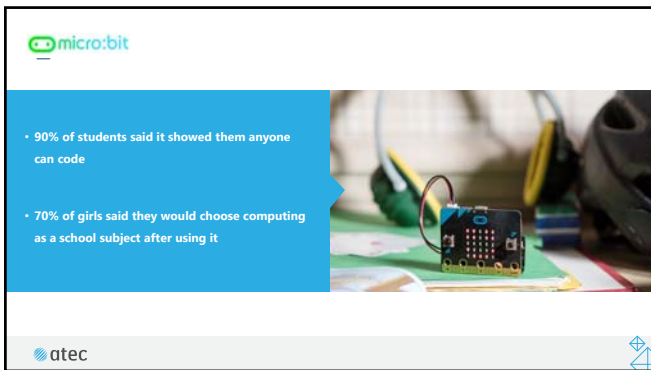 micro:bit
• 90% of students said it showed them anyone
can code
• 70% of girls said they would choose computing
as a school subject after using it
atec